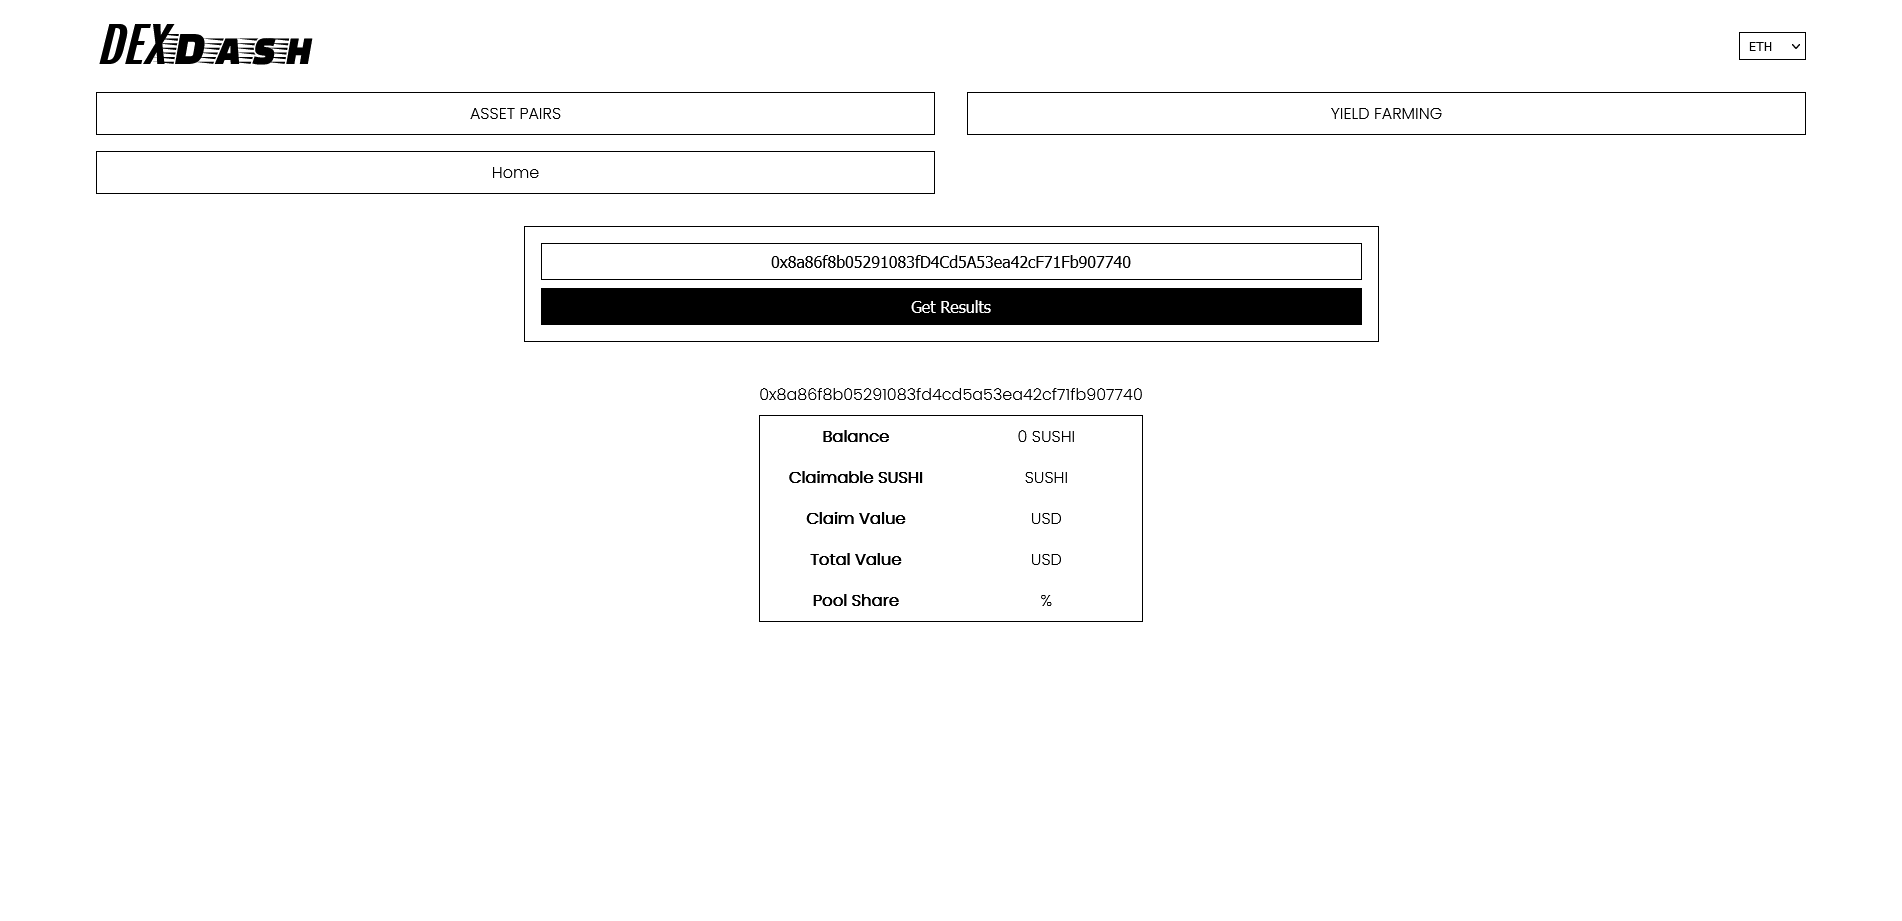 DEXDASH
ETH
ASSET PAIRS
YIELD FARMING
Home
0x8a86f8b05291083fD4Cd5A53ea42cF71Fb907740
Get Results
0x8a86f8b05291083fd4cd5a53ea42cf71fb907740
Balance 0 SUSHI
Claimable SUSHI SUSHI
Claim Value USD
Total Value USD
Pool Share %